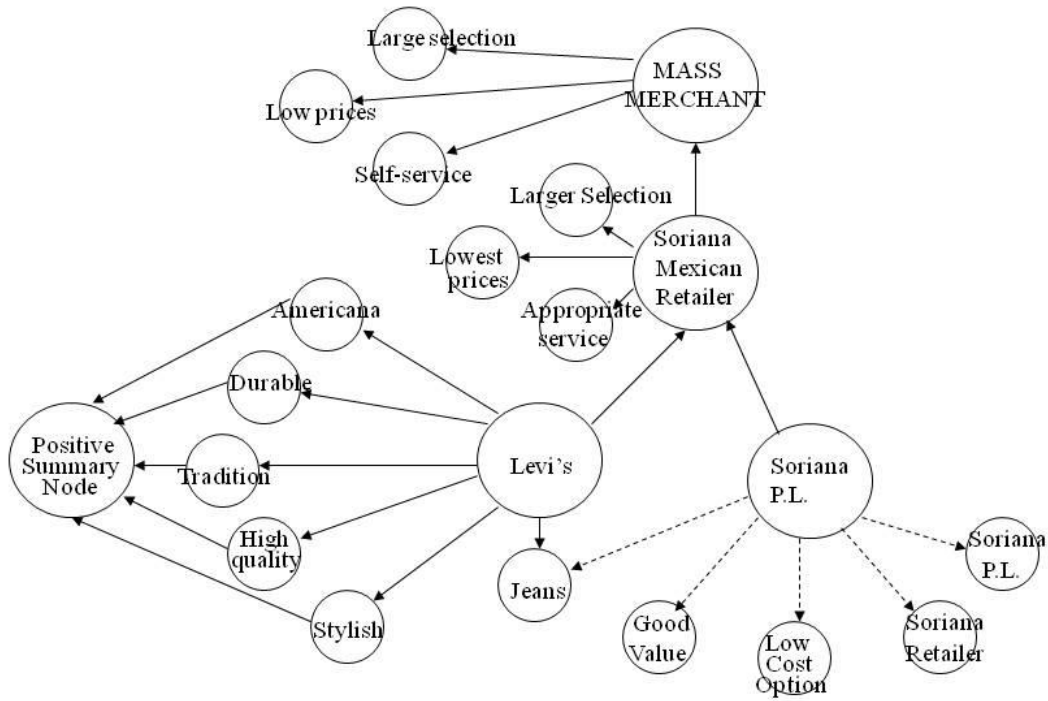 Large selection
MASS
MERCHANT
Low prices
Self-service
Larger Selection
Soriana
Mexican
Retailer
Lowest
prices
Appropriate
service
Americana
Durable
Positive
Summary
Node
Tradition
Levi's
Soriana
P.L.
High
quality
Jeans
Stylish
Good
Value
Low
Cost
Option
Soriana
Retailer
Soriana
P.L.